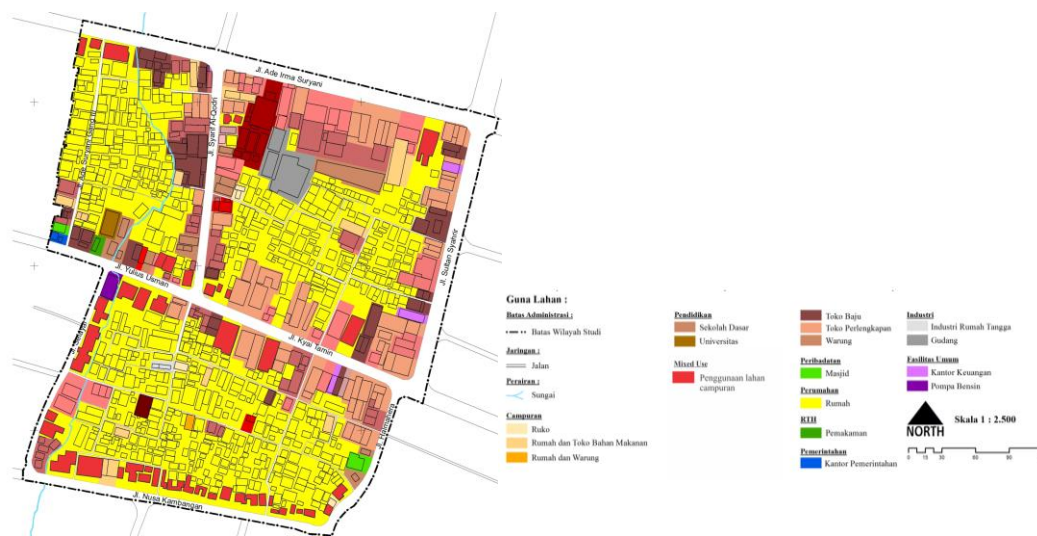 Jl. Ade Irma Suryani
Jl. Syarif Al-Qodri
Jl. Sultan Syahrir
Jl. Yulius Usman
Jl. Kyai Tamin
Jl. Halmahera
Jl. Nusa Kambangan
Guna Lahan :
Batas Administrasi :
Batas Wilayah Studi
Jaringan :
Jalan
Perairan :
Sungai
Campuran
Ruko
Rumah dan Toko Bahan Makanan
Rumah dan Warung
Pendidikan
Sekolah Dasar
Universitas
Mixed Use
Penggunaan lahan
campuran
Toko Baju
Toko Perlengkapan
Warung
Peribadatan
Masjid
Perumahan
Rumah
RTH
Pemakaman
Pemerintahan
Kantor Pemerintahan
Industri
Industri Rumah Tangga
Gudang
Fasilitas Umum
Kantor Keuangan
Pompa Bensin
NORTH
Skala 1 : 2.500
0 15 30 60 90